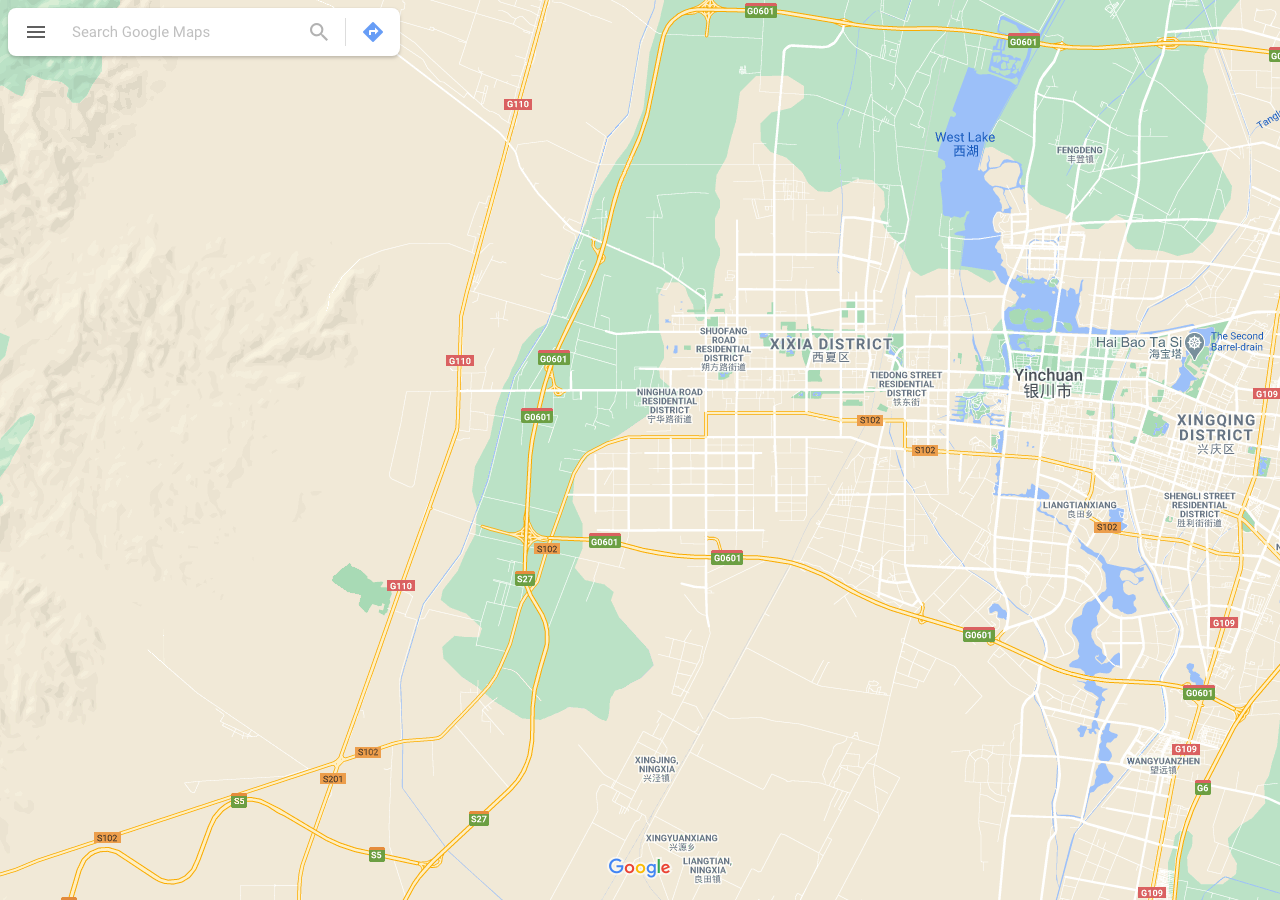 Search Google Maps
G0601
G0601
G110
Tangl
West Lake
西湖
FENGDENG
丰登镇
SHUOFANG
ROAD
RESIDENTIAL
DISTRICT
朔方路街道
XIXIA DISTRICT
西夏区
Hai Bao Ta Si
海宝塔
The Second
Barrel-drain
G110
G0601
TIEDONG STREET
RESIDENTIAL
DISTRICT
铁东街
Yinchuan
银川市
NINGHUA ROAD
RESIDENTIAL
DISTRICT
宁华路街道
G109
G0601
S102
XINGQING
DISTRICT
兴庆区
S102
LIANGTIANXIANG
良田乡
SHENGLI STREET
RESIDENTIAL
DISTRICT
胜利街街道
S102
G0601
S102
G0601
S27
G110
G109
G0601
G0601
G109
WANGYUANZHEN
望远镇
S102
S201
XINGJING,
NINGXIA
兴泾镇
G6
S5
S27
S102
S5
XINGYUANXIANG
兴源乡
LIANGTIAN,
NINGXIA
良田镇
Google
G109